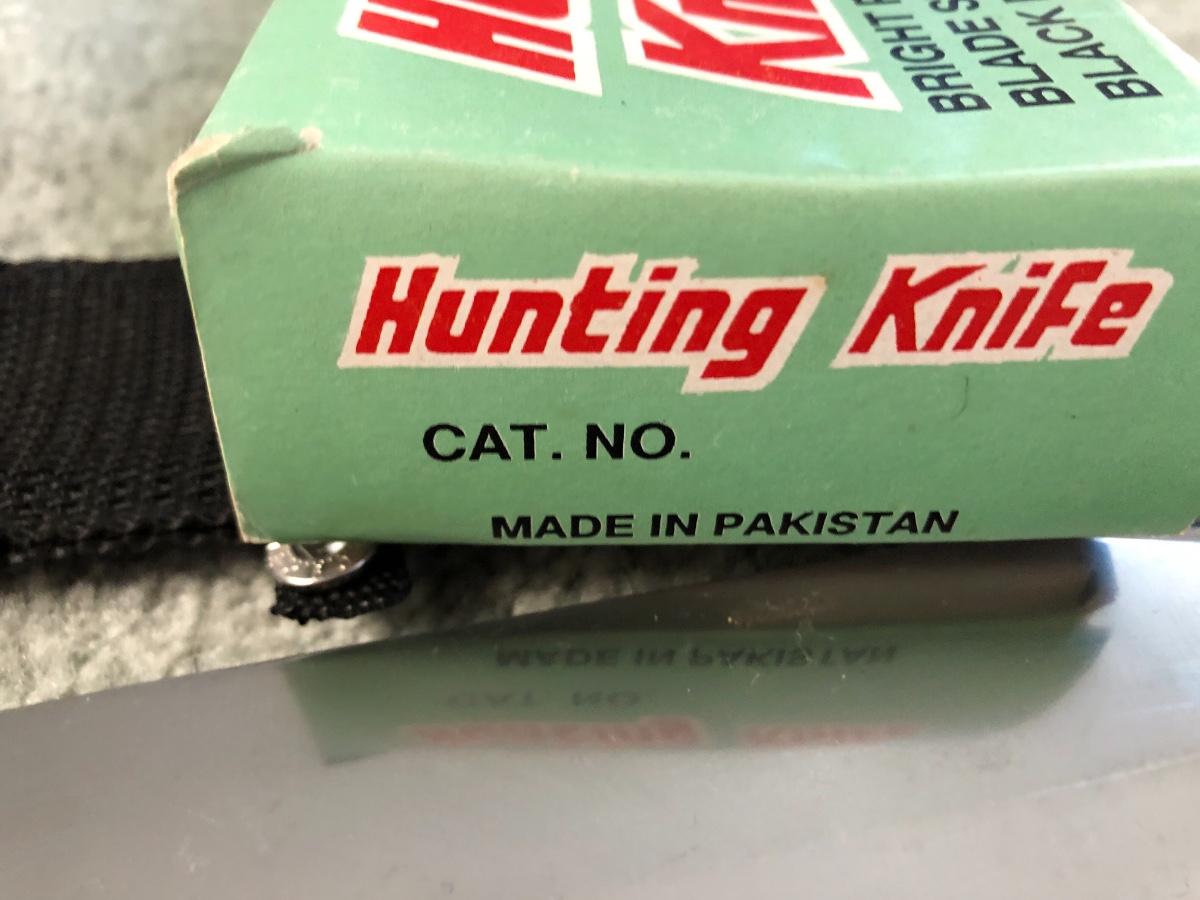 BRIGHT
BLADE
BLACK
Hunting Knife
CAT. NO.
MADE IN PAKISTAN